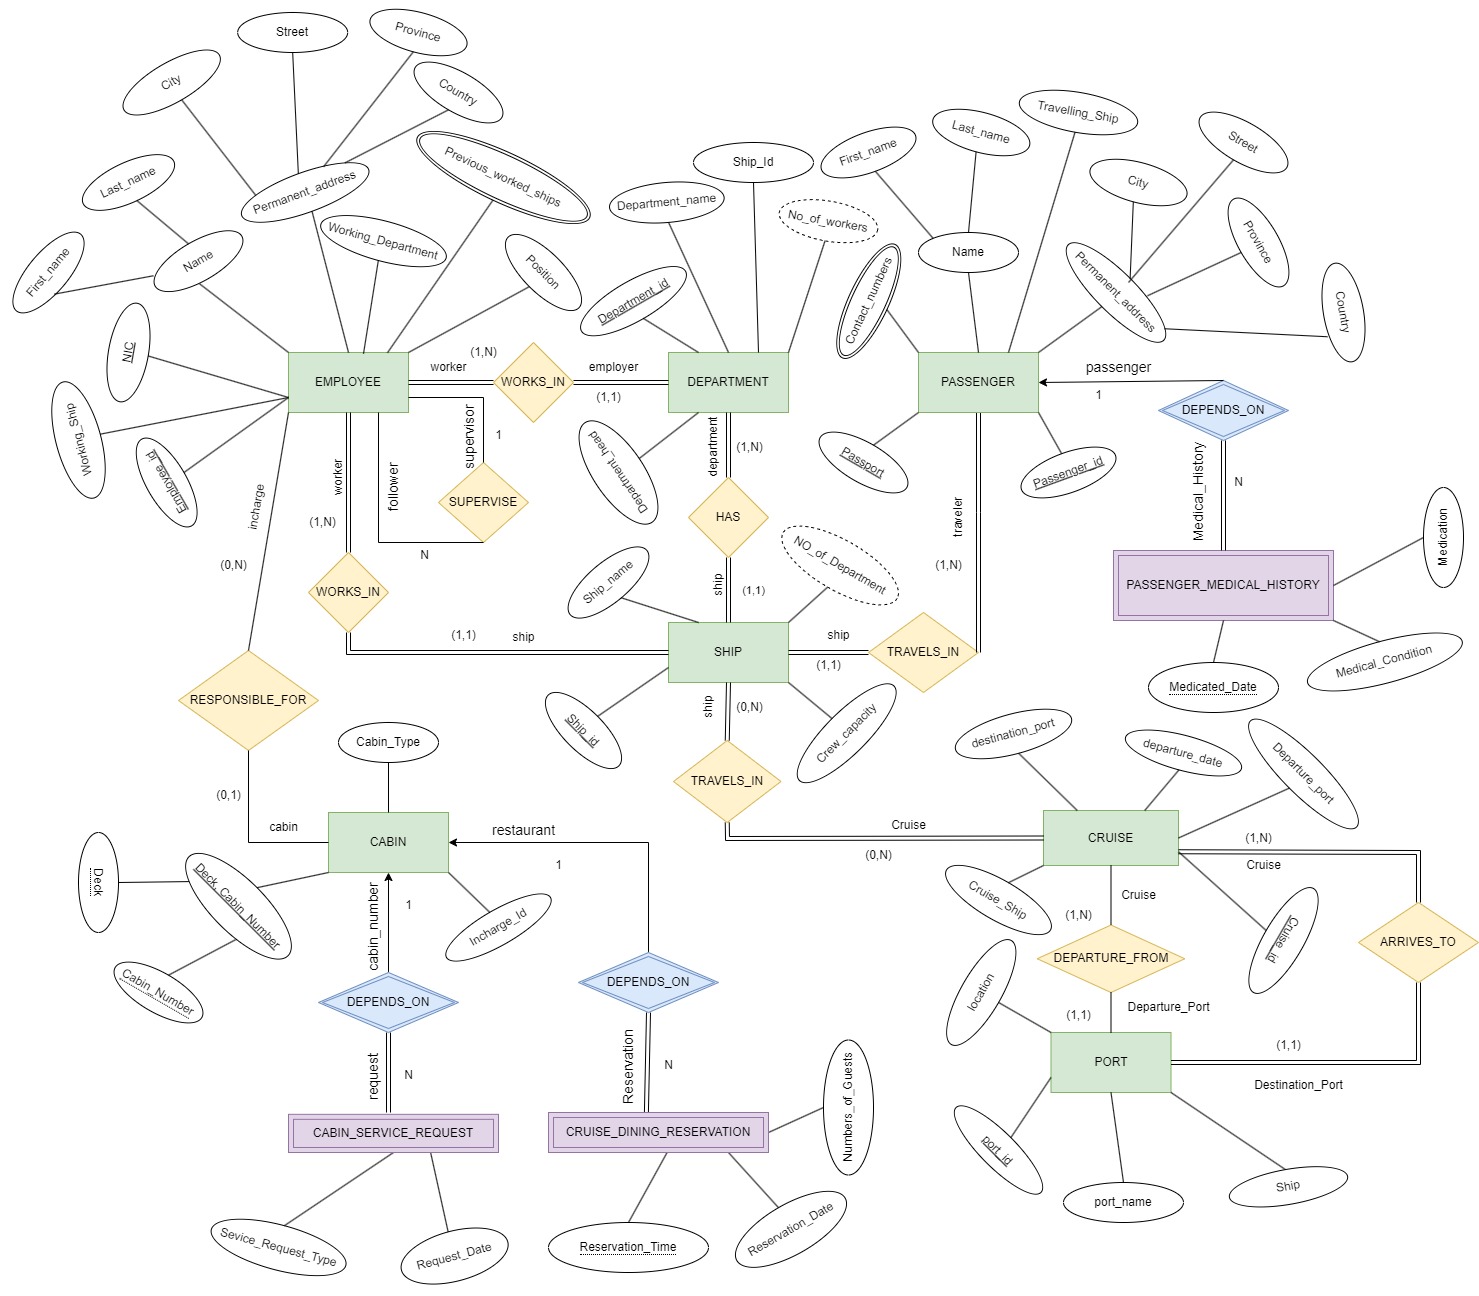 Street
Province
City
Country
Previous_worked_ships
Last_name
Permanent_address
Working_Department
Position
First_name
Name
NIC
Working_Ship
Employee_id
EMPLOYEE
worker
(1,N)
WORKS_IN
employer
(1,1)
Ship_Id
Department_name
No_of_workers
Department_id
DEPARTMENT
Department_head
department
(1,N)
HAS
ship
(1,1)
supervisor
1
SUPERVISE
follower
N
worker
(1,N)
WORKS_IN
(1,1)
ship
incharge
(0,N)
RESPONSIBLE_FOR
(0,1)
cabin
Travelling_Ship
Last_name
First_name
Street
City
Name
Province
Permanent_address
Contact_numbers
Country
PASSENGER
passenger
1
DEPENDS_ON
Passport
Passenger_id
Medical_History
N
PASSENGER_MEDICAL_HISTORY
Medication
Medical_Condition
Medicated_Date
traveler
(1,N)
TRAVELS_IN
ship
(1,1)
NO_of_Department
Ship_name
SHIP
Ship_id
Crew_capacity
ship
(0,N)
TRAVELS_IN
Cruise
(0,N)
destination_port
departure_date
Departure_port
CRUISE
(1,N)
Cruise
Cruise_Ship
Cruise_id
Cruise
(1,N)
DEPARTURE_FROM
Departure_Port
(1,1)
ARRIVES_TO
(1,1)
Destination_Port
location
PORT
port_id
port_name
Ship
Cabin_Type
CABIN
restaurant
1
Deck
Deck, Cabin_Number
Cabin_Number
Incharge_Id
cabin_number
1
DEPENDS_ON
request
N
CABIN_SERVICE_REQUEST
Sevice_Request_Type
Request_Date
DEPENDS_ON
Reservation
N
CRUISE_DINING_RESERVATION
Numbers_of_Guests
Reservation_Time
Reservation_Date